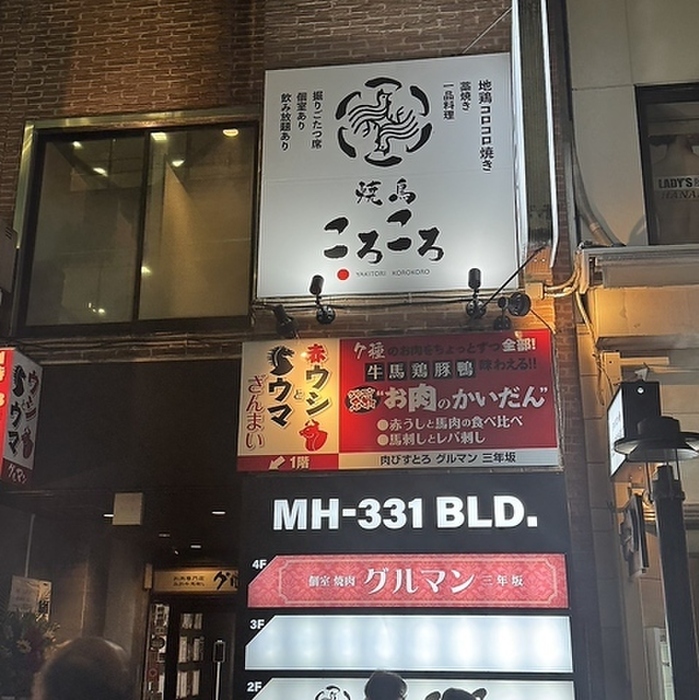 地鶏コロコロ焼き
藁焼き
一品料理
掘りごたつ席
個室あり
飲み放題あり
焼鳥
ころころ
YAKITORI KOROKORO
LADY'S
赤ウシ
と
ウマ
ざんまい
1階
ウシ
ウマ
種のお肉をちょっとずつ全部!
牛馬鶏豚鴨 味わえる!!
"お肉のかいだん"
●赤うしと馬肉の食べ比べ
●馬刺しとレバ刺し
肉びすとろ グルマン 三年坂
MH-331 BLD.
4F
個室 焼肉 グルマン 三年坂
3F
2F